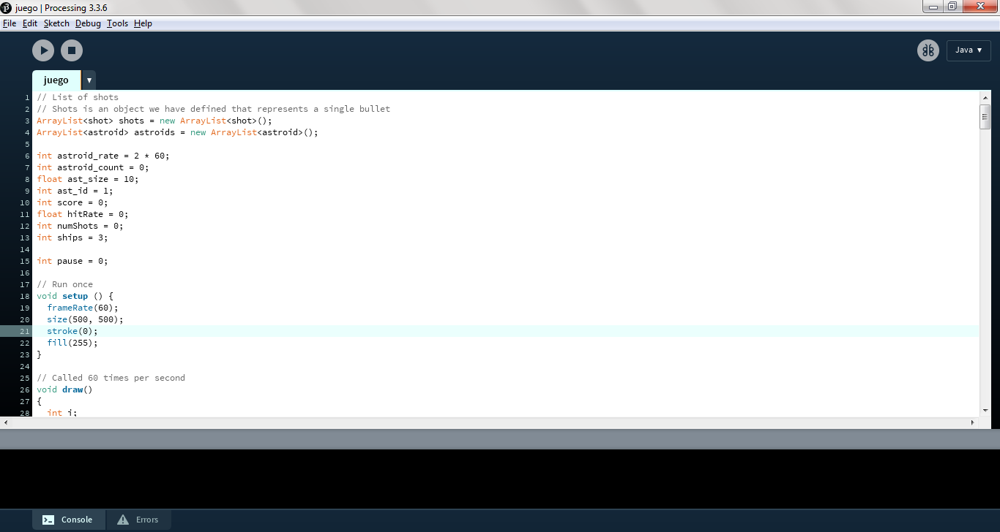 juego | Processing 3.3.6
File Edit Sketch Debug Tools Help
Java ▼
juego ▼
1 // List of shots
2 // Shots is an object we have defined that represents a single bullet
3 ArrayList<shot> shots = new ArrayList<shot>();
4 ArrayList<astroid> astroids = new ArrayList<astroid>();
5
6 int astroid_rate = 2 * 60;
7 int astroid_count = 0;
8 float ast_size = 10;
9 int ast_id = 1;
10 int score = 0;
11 float hitRate = 0;
12 int numShots = 0;
13 int ships = 3;
14
15 int pause = 0;
16
17 // Run once
18 void setup () {
19   frameRate(60);
20   size(500, 500);
21   stroke(0);
22   fill(255);
23 }
24
25 // Called 60 times per second
26 void draw()
27 {
28   int i;
Console Errors